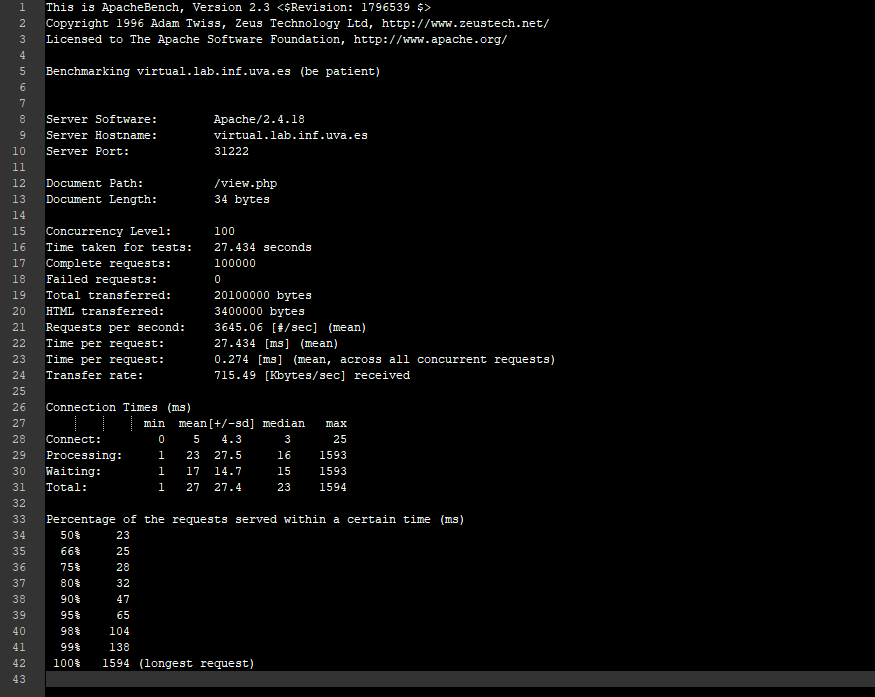 1 This is ApacheBench, Version 2.3 <$Revision: 1796539 $>
2 Copyright 1996 Adam Twiss, Zeus Technology Ltd, http://www.zeustech.net/
3 Licensed to The Apache Software Foundation, http://www.apache.org/
4
5 Benchmarking virtual.lab.inf.uva.es (be patient)
6
7
8 Server Software:        Apache/2.4.18
9 Server Hostname:        virtual.lab.inf.uva.es
10 Server Port:            31222
11
12 Document Path:          /view.php
13 Document Length:        34 bytes
14
15 Concurrency Level:      100
16 Time taken for tests:   27.434 seconds
17 Complete requests:      100000
18 Failed requests:        0
19 Total transferred:      20100000 bytes
20 HTML transferred:       3400000 bytes
21 Requests per second:    3645.06 [#/sec] (mean)
22 Time per request:       27.434 [ms] (mean)
23 Time per request:       0.274 [ms] (mean, across all concurrent requests)
24 Transfer rate:          715.49 [Kbytes/sec] received
25
26 Connection Times (ms)
27               min  mean[+/-sd] median   max
28 Connect:        0    5   4.3      3      25
29 Processing:     1   23  27.5     16    1593
30 Waiting:        1   17  14.7     15    1593
31 Total:          1   27  27.4     23    1594
32
33 Percentage of the requests served within a certain time (ms)
34   50%     23
35   66%     25
36   75%     28
37   80%     32
38   90%     47
39   95%     65
40   98%    104
41   99%    138
42  100%   1594 (longest request)
43